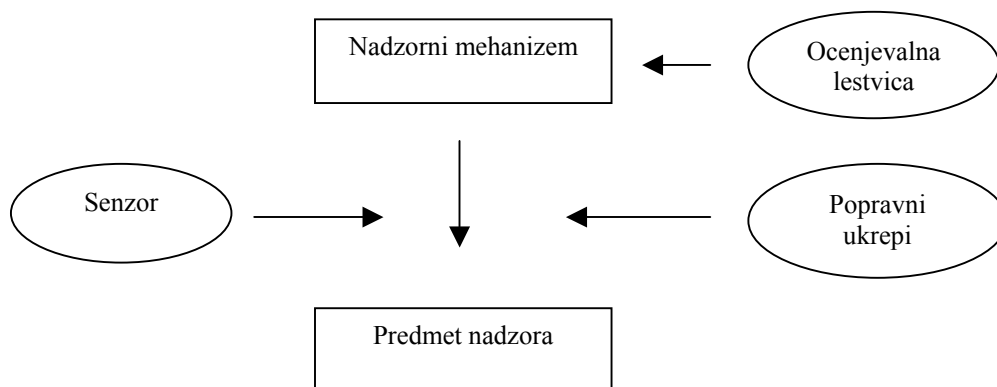 Nadzorni mehanizem
Ocenjevalna
lestvica
Senzor
Popravni
ukrepi
Predmet nadzora